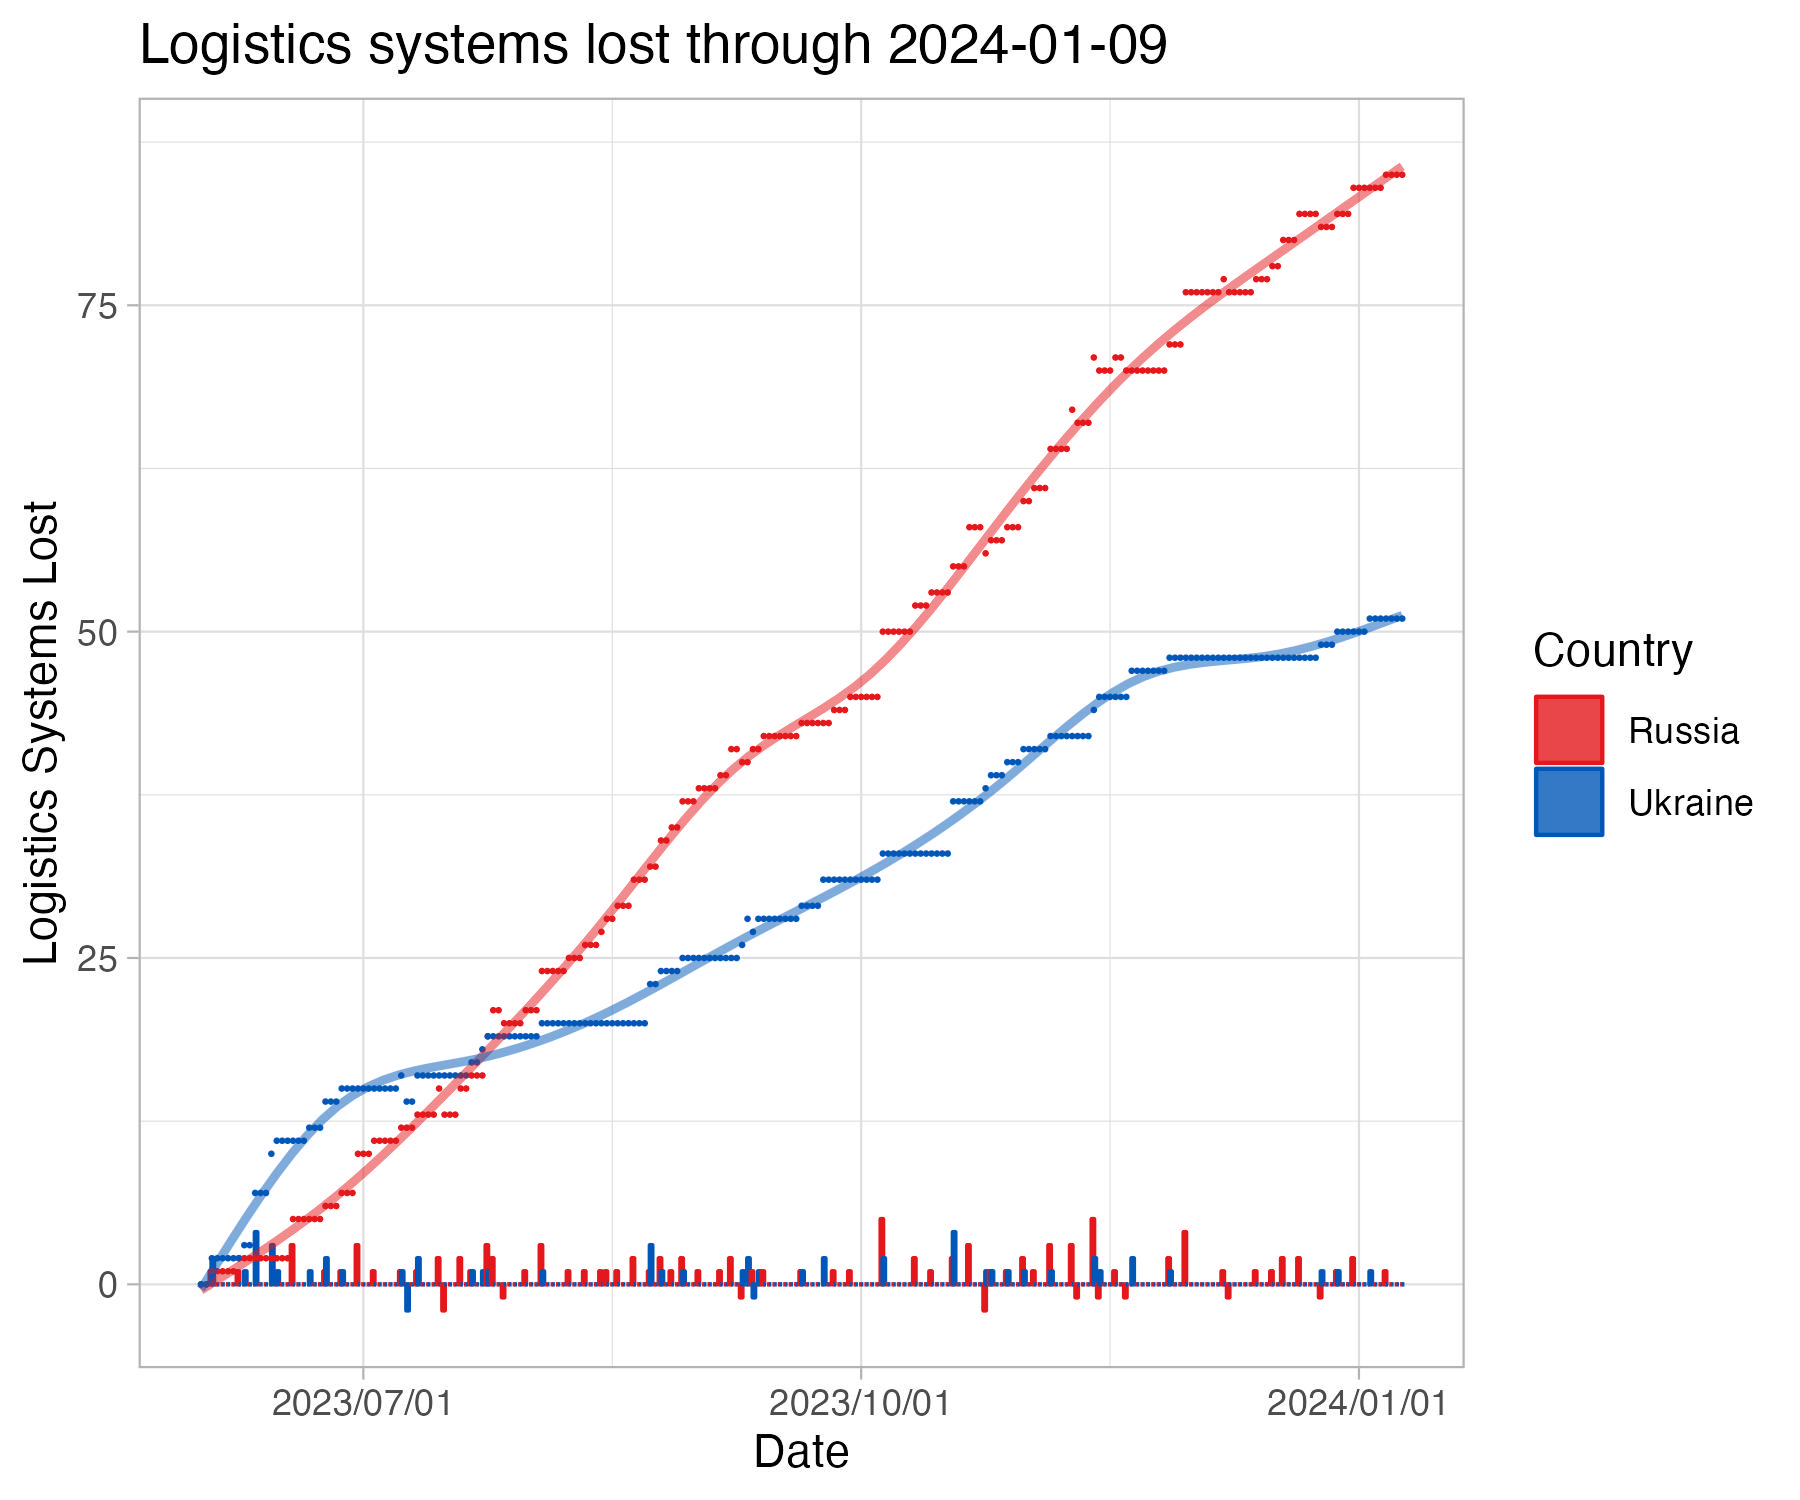 Logistics systems lost through 2024-01-09
Logistics Systems Lost
75
50
25
0
2023/07/01
2023/10/01
2024/01/01
Date
Country
Russia
Ukraine